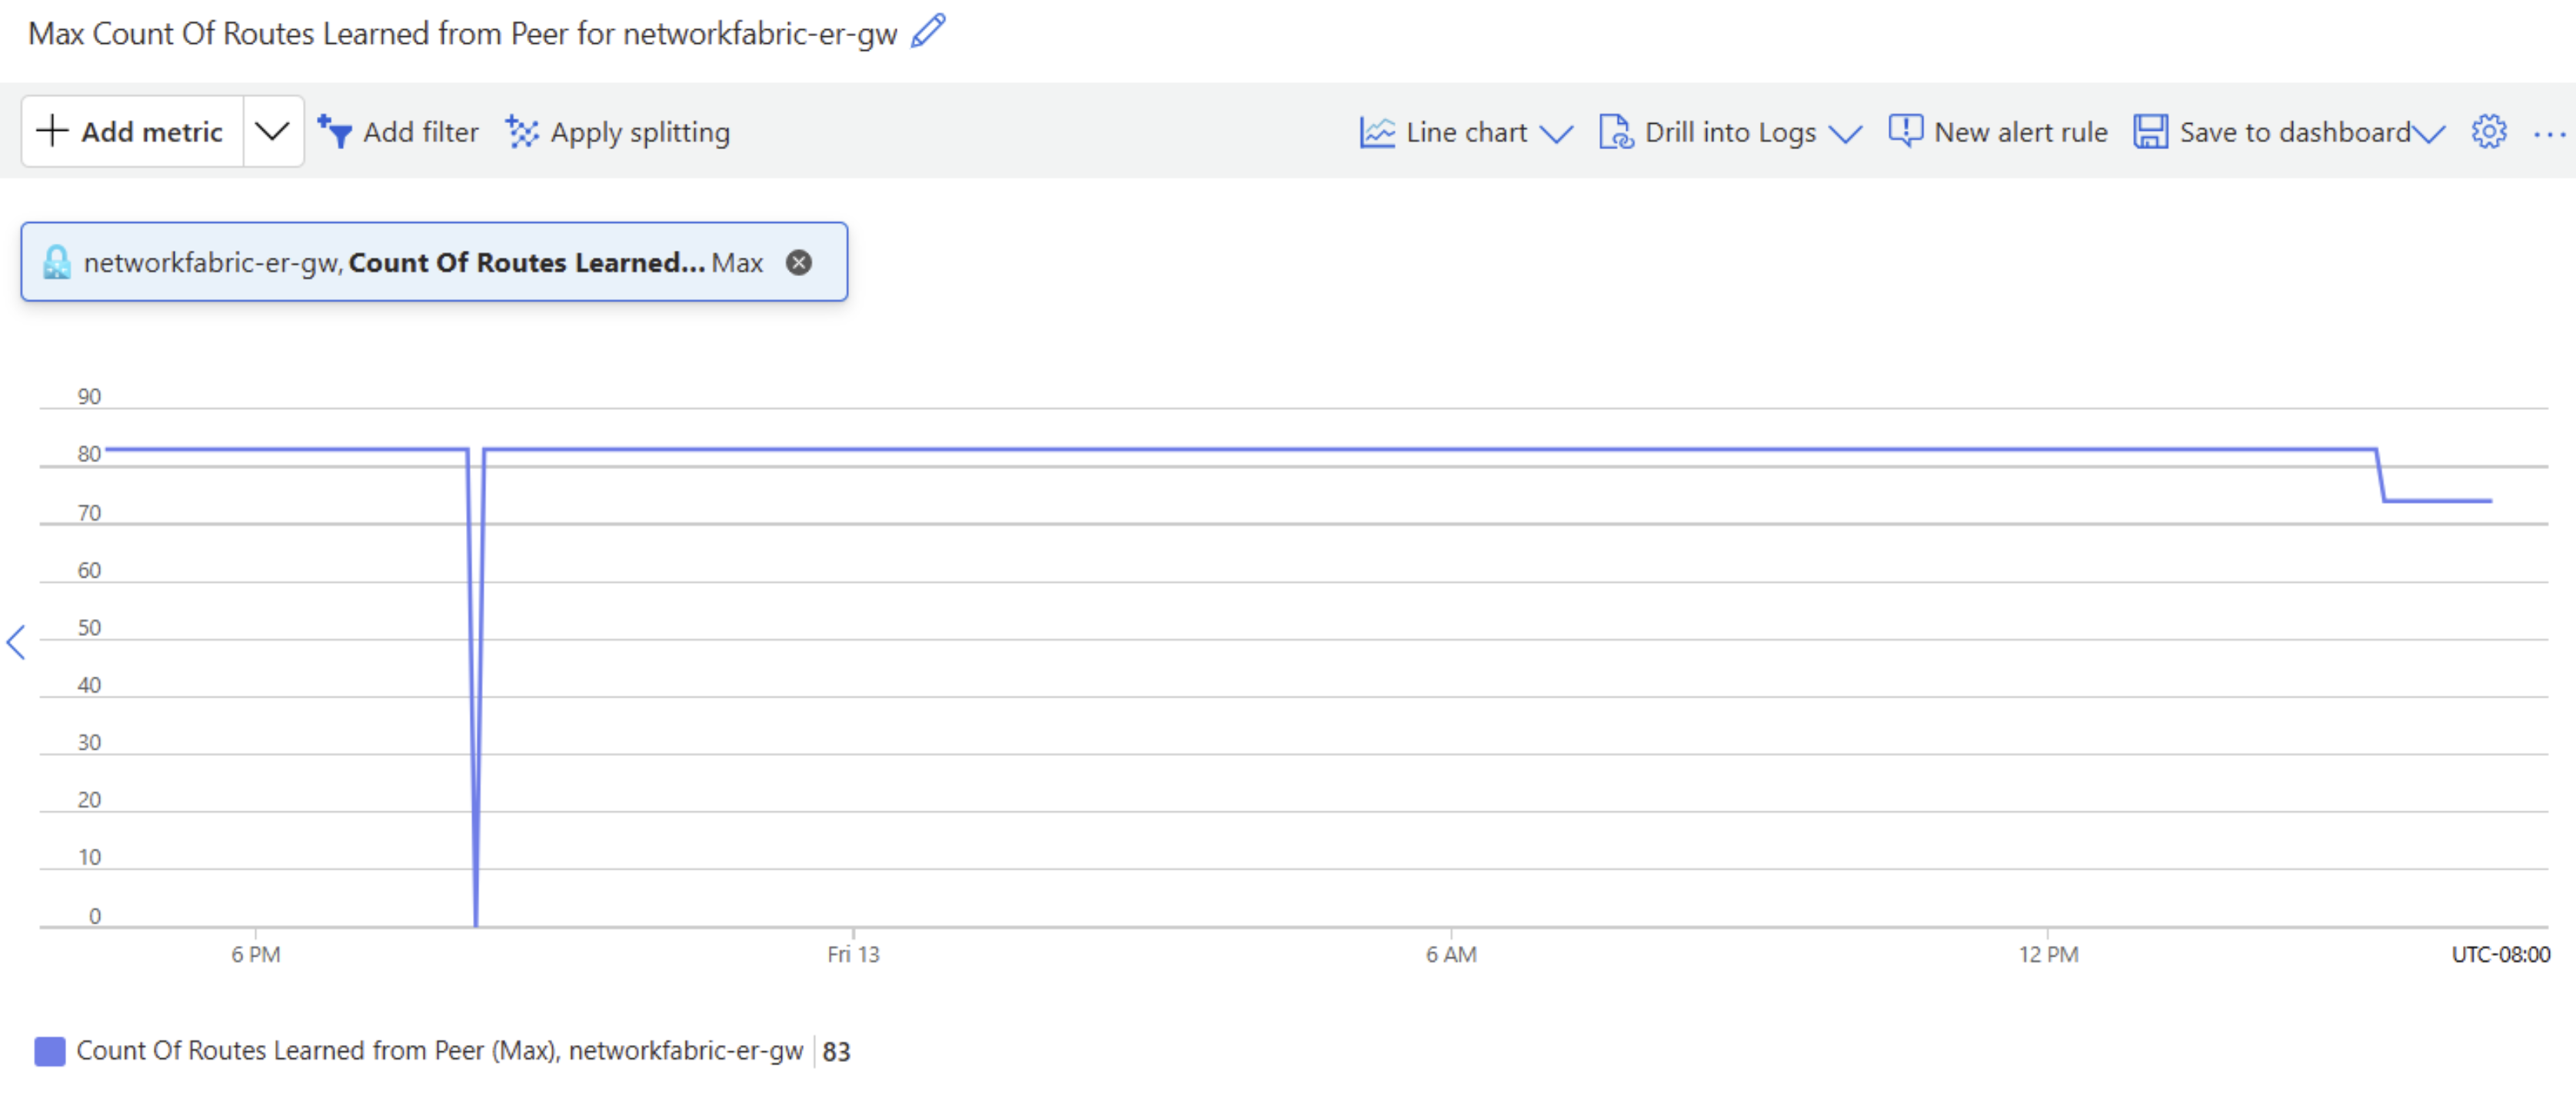 Max Count Of Routes Learned from Peer for networkfabric-er-gw
Add metric Add filter Apply splitting Line chart Drill into Logs New alert rule Save to dashboard ...
networkfabric-er-gw, Count Of Routes Learned... Max
90
80
70
60
50
40
30
20
10
0
6 PM Fri 13 6 AM 12 PM UTC-08:00
Count Of Routes Learned from Peer (Max), networkfabric-er-gw 83